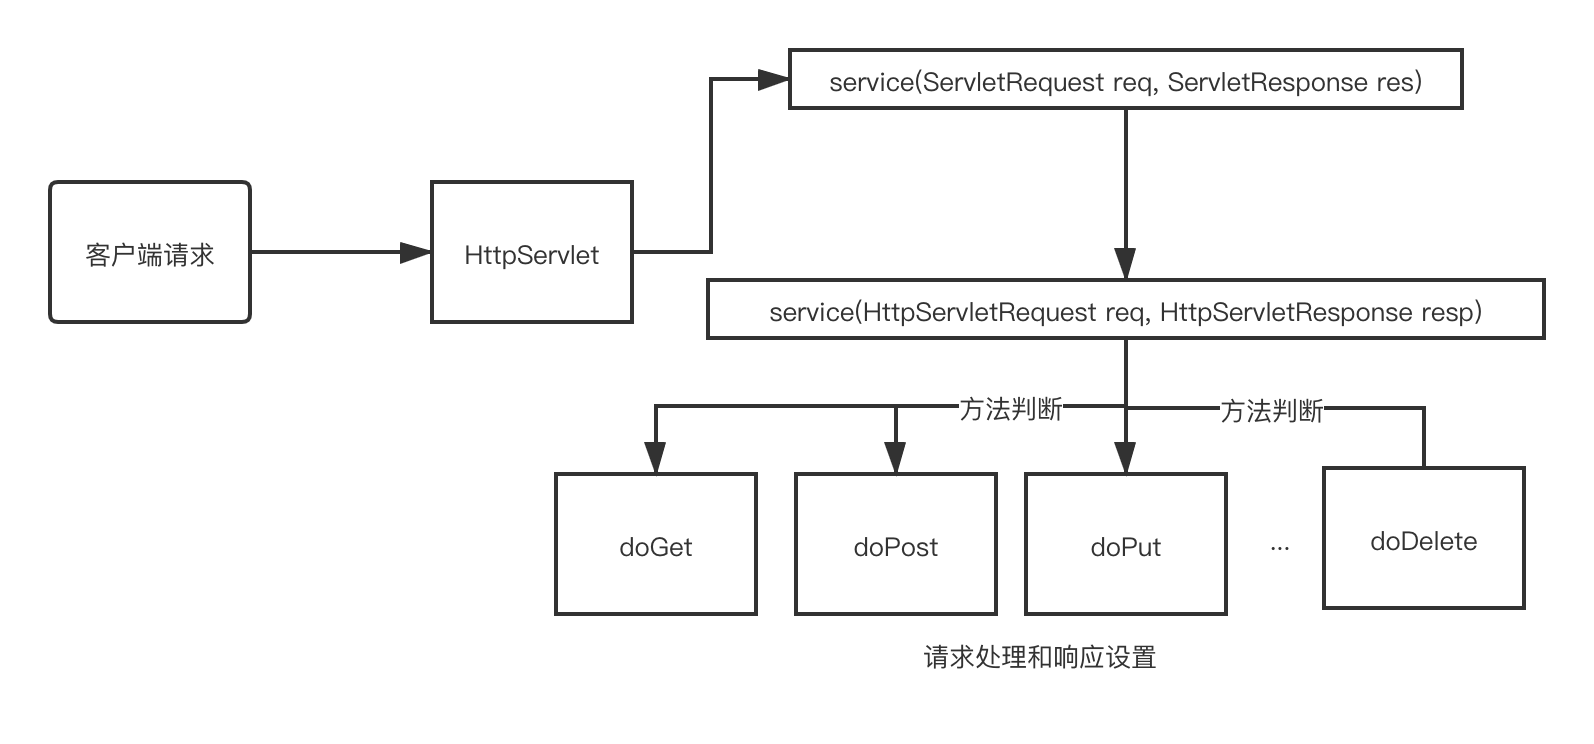 service(ServletRequest req, ServletResponse res)
客户端请求
HttpServlet
service(HttpServletRequest req, HttpServletResponse resp)
方法判断
方法判断
doGet
doPost
doPut
...
doDelete
请求处理和响应设置